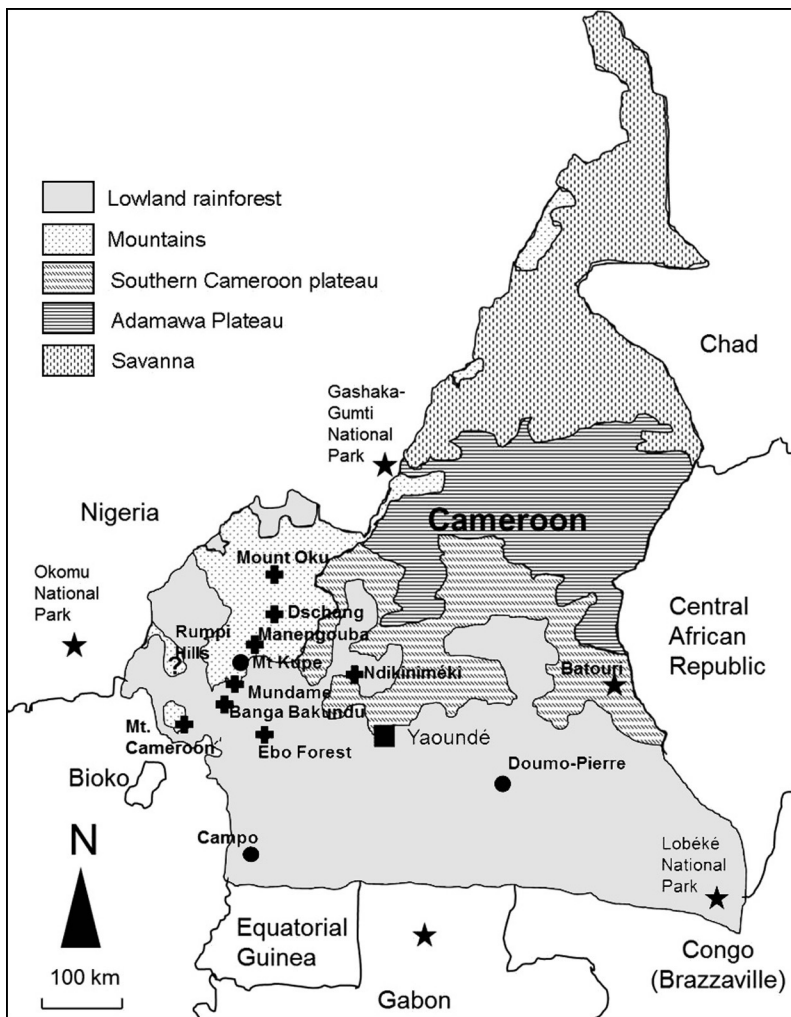 Lowland rainforest
Mountains
Southern Cameroon plateau
Adamawa Plateau
Savanna
Chad
Gashaka-
Gumti
National
Park
Nigeria
Cameroon
Mount Oku
Okomu
National
Park
Dschang
Central
African
Republic
Rumpi
Hills
Manengouba
?
Mt Kupe
Ndikiniméki
Batouri
Mundame
Banga Bakundu
Mt.
Cameroon
Ebo Forest
Yaoundé
Bioko
Doumo-Pierre
Campo
N
Lobéké
National
Park
Equatorial
Guinea
Congo
(Brazzaville)
100 km
Gabon